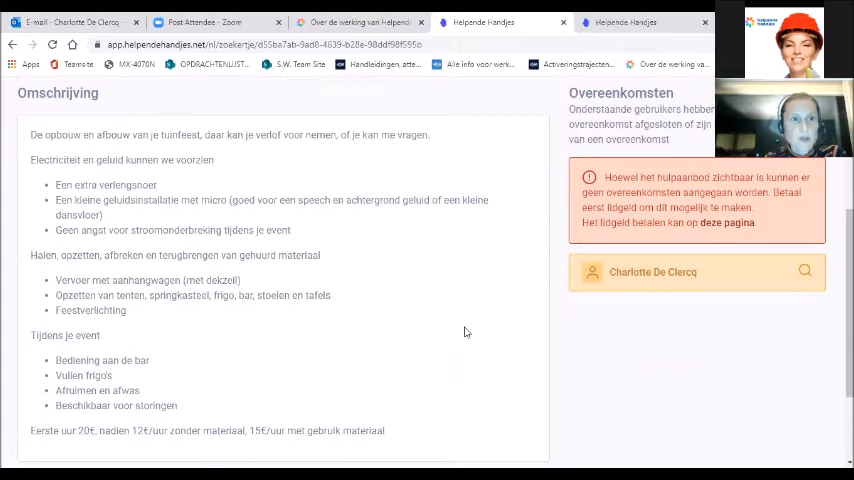 E-mail - Charlotte De Clercq -
Post Attendee - Zoom
Over de werking van Helpend
Helpende Handjes
Helpende Handjes
app.helpendehandjes.net/nl/zoekertje/d55ba7ab-9ad8-4639-b28e-98ddf98f595b
Apps
Teamsite
MX-4070N
OPDRACHTENLIJST...
S.W. Team Site
Handleidingen, atte...
Alle info voor werk...
Activeringstrajecten...
Over de werking va...
helpende
handjes
Omschrijving
De opbouw en afbouw van je tuinfeest, daar kan je verlof voor nemen, of je kan me vragen.
Electriciteit en geluid kunnen we voorzien
Een extra verlengsnoer
Een kleine geluidsinstallatie met micro (goed voor een speech en achtergrond geluid of een kleine
dansvloer)
Geen angst voor stroomonderbreking tijdens je event
Halen, opzetten, afbreken en terugbrengen van gehuurd materiaal
Vervoer met aanhangwagen (met dekzeil)
Opzetten van tenten, springkasteel, frigo, bar, stoelen en tafels
Feestverlichting
Tijdens je event
Bediening aan de bar
Vullen frigo's
Afruimen en afwas
Beschikbaar voor storingen
Eerste uur 20€, nadien 12€/uur zonder materiaal, 15€/uur met gebruik materiaal
Overeenkomsten
Onderstaande gebruikers hebben
overeenkomst afgesloten of zijn
van een overeenkomst
Hoewel het hulpaanbod zichtbaar is kunnen er
geen overeenkomsten aangegaan worden. Betaal
eerst lidgeld om dit mogelijk te maken.
Het lidgeld betalen kan op deze pagina.
Charlotte De Clercq